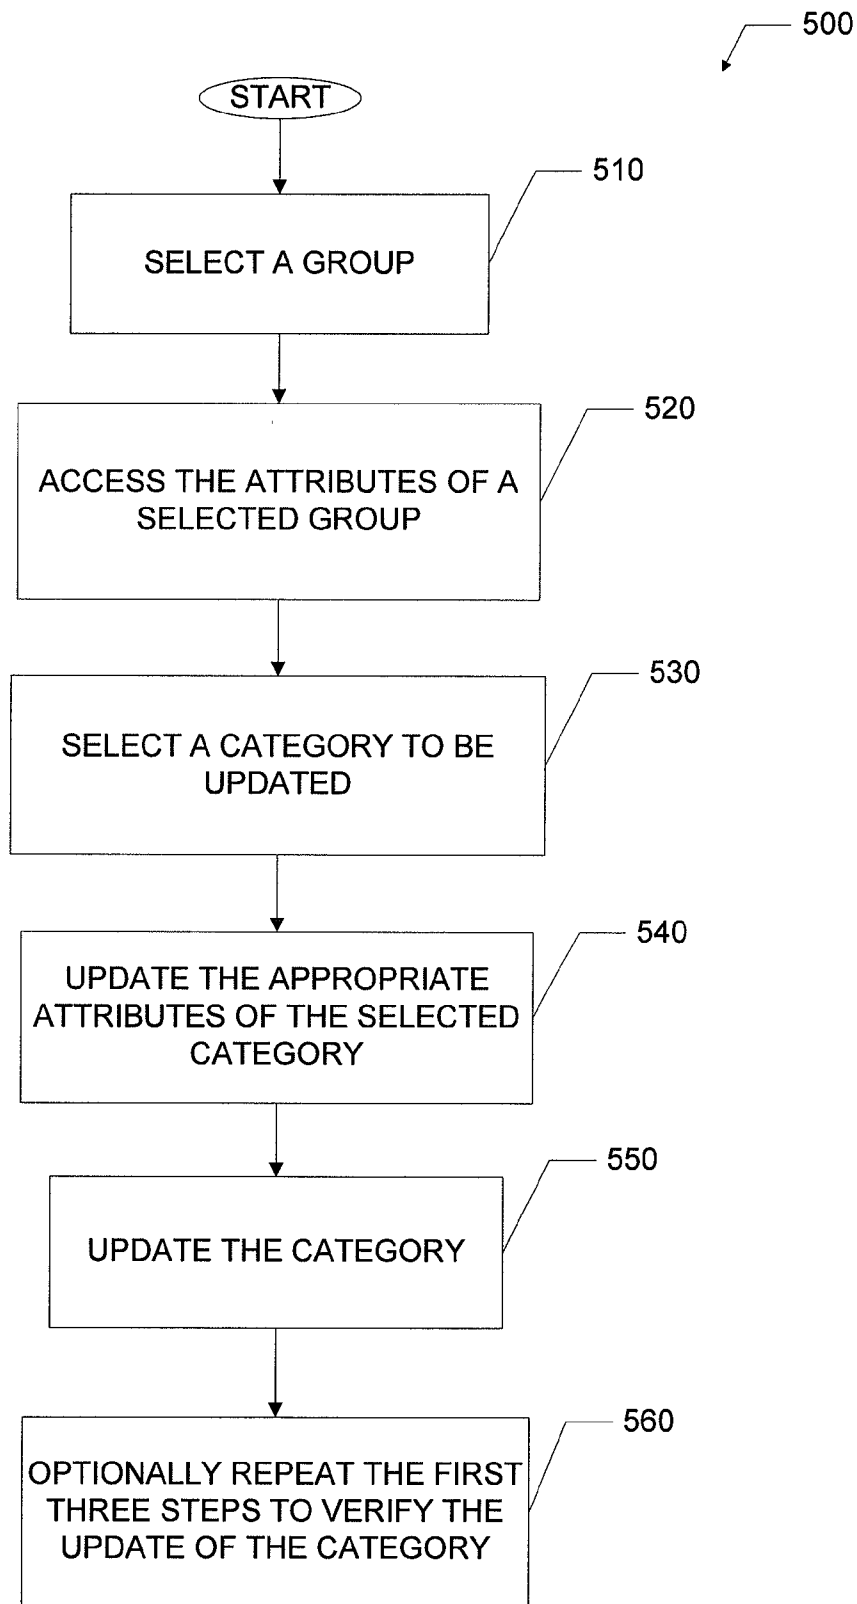 500
START
510
SELECT A GROUP
520
ACCESS THE ATTRIBUTES OF A
SELECTED GROUP
530
SELECT A CATEGORY TO BE
UPDATED
540
UPDATE THE APPROPRIATE
ATTRIBUTES OF THE SELECTED
CATEGORY
550
UPDATE THE CATEGORY
560
OPTIONALLY REPEAT THE FIRST
THREE STEPS TO VERIFY THE
UPDATE OF THE CATEGORY